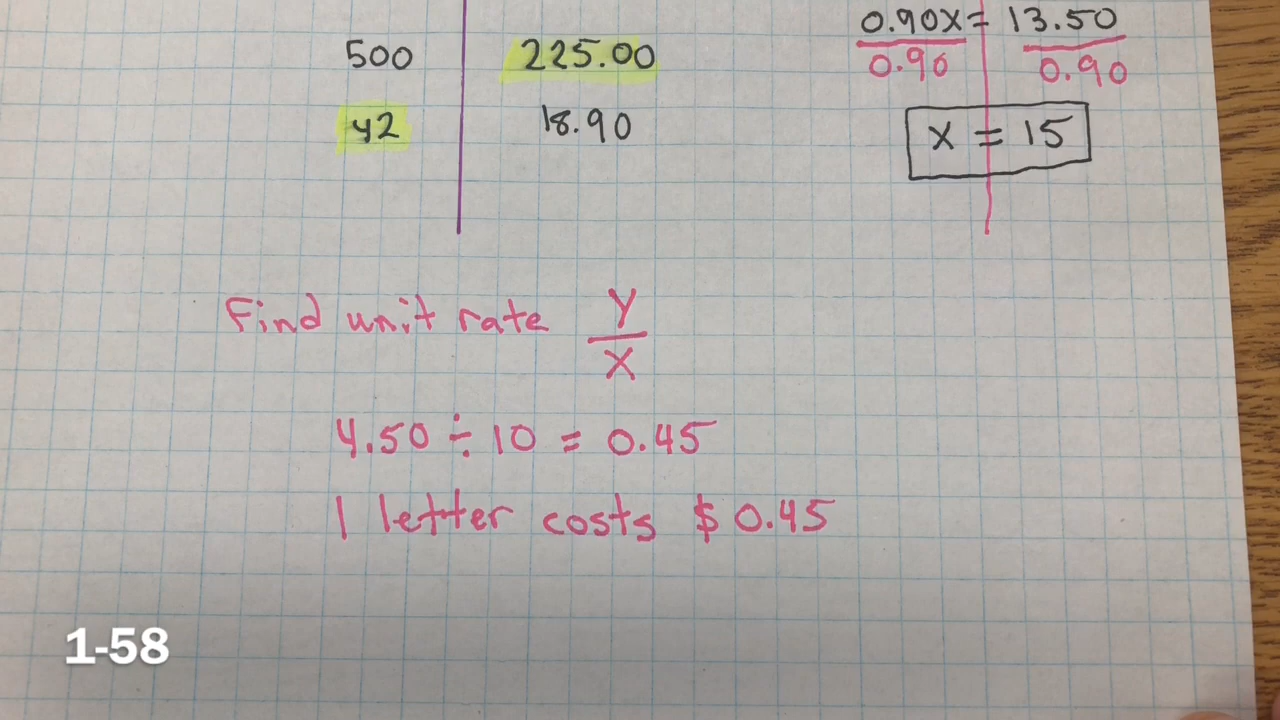 500 225.00
42 18.90
0.90x = 13.50
0.90 0.90
x = 15
Find unit rate Y
X
4.50 ÷ 10 = 0.45
1 letter costs $0.45
1-58